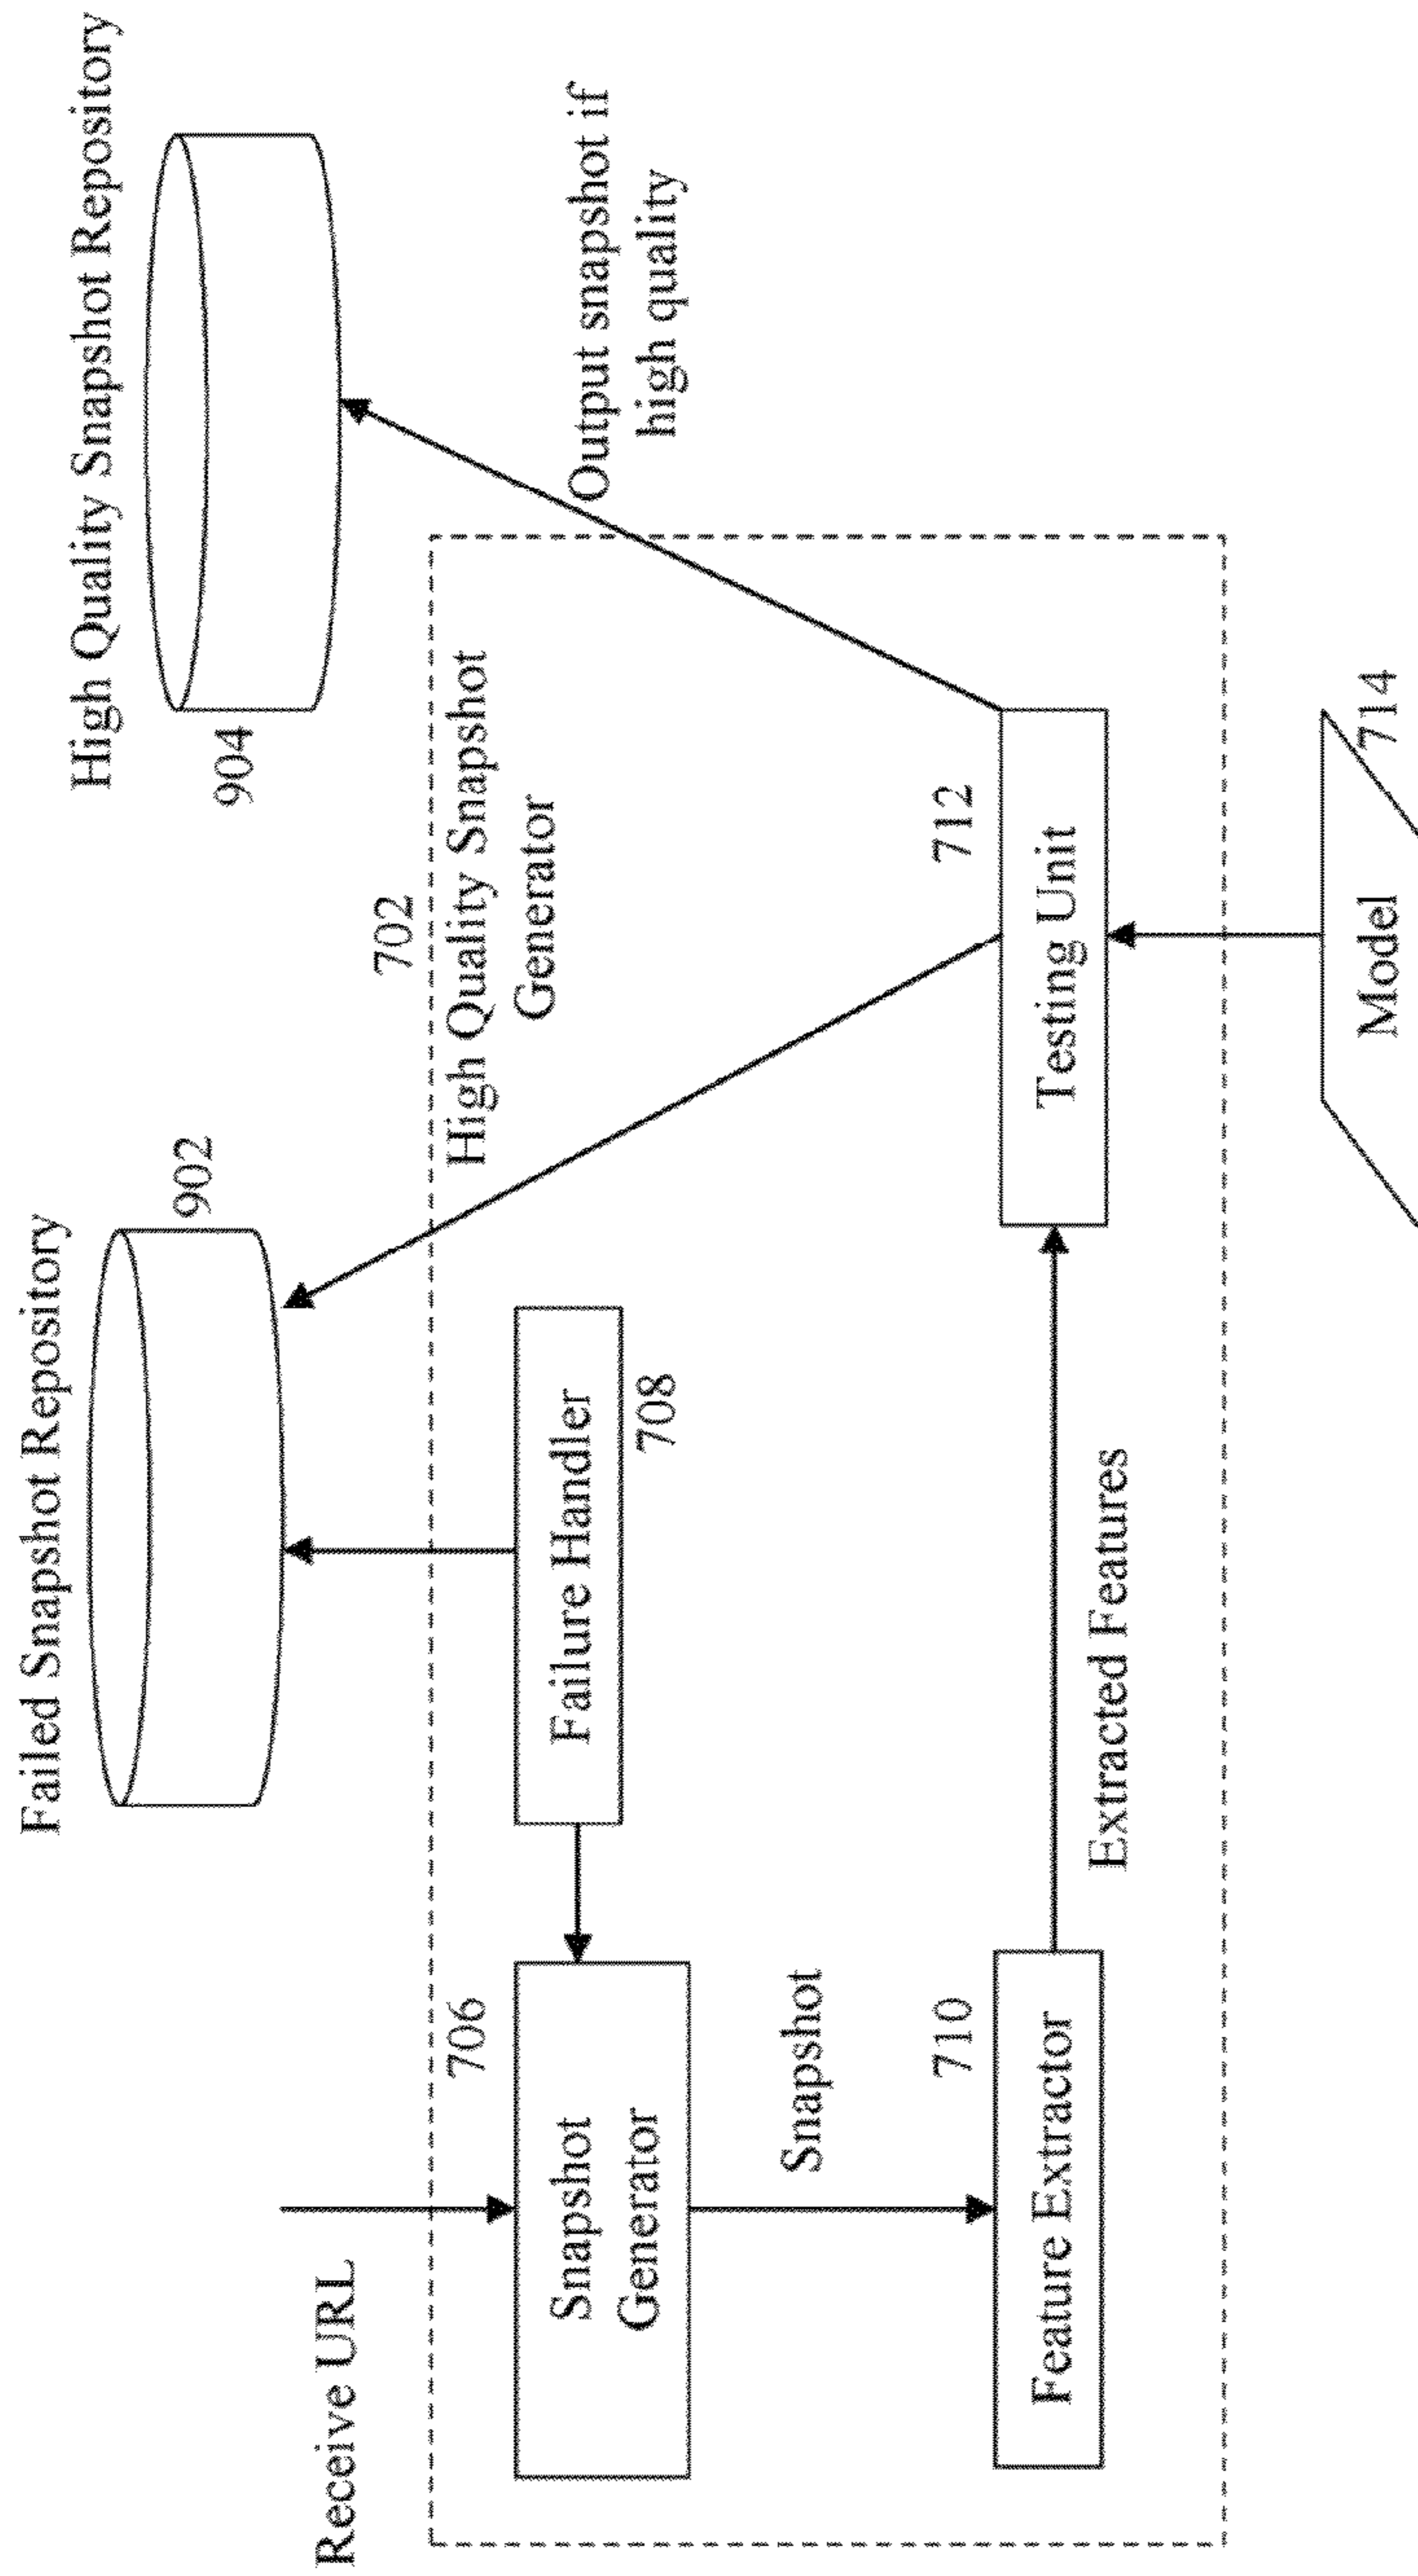 Failed Snapshot Repository
902
High Quality Snapshot Repository
904
Receive URL
702
High Quality Snapshot
Generator
Output snapshot if
high quality
706
Snapshot
Generator
Failure Handler
708
Snapshot
710
Feature Extractor
Extracted Features
712
Testing Unit
Model
714